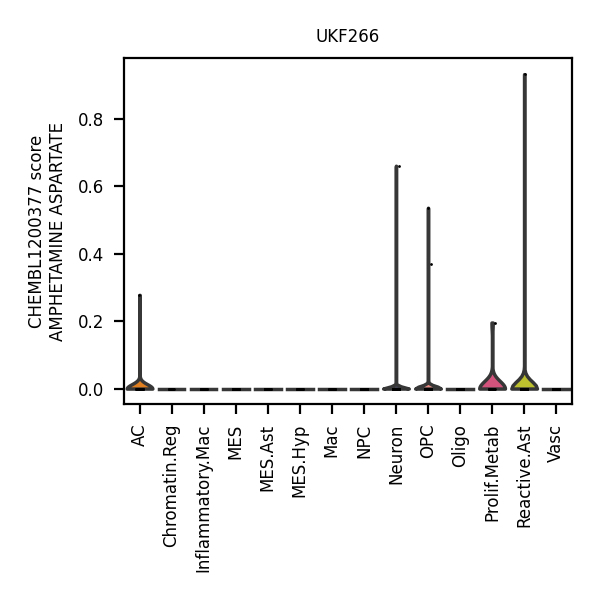 UKF266
CHEMBL1200377 score
AMPHETAMINE ASPARTATE
0.8
0.6
0.4
0.2
0.0
AC
Chromatin.Reg
Inflammatory.Mac
MES
MES.Ast
MES.Hyp
Mac
NPC
Neuron
OPC
Oligo
Prolif.Metab
Reactive.Ast
Vasc